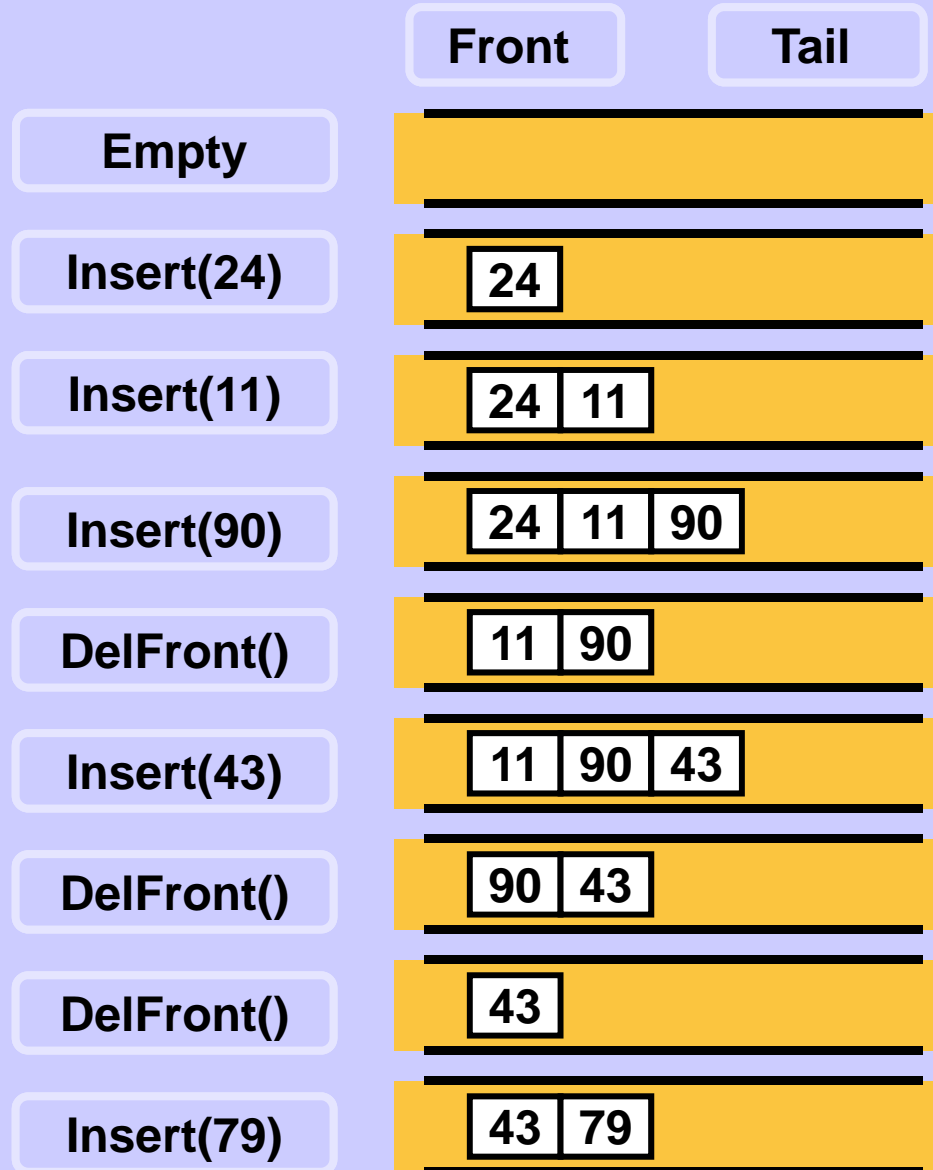 Front Tail
Empty
Insert(24) 24
Insert(11) 24 11
Insert(90) 24 11 90
DelFront() 11 90
Insert(43) 11 90 43
DelFront() 90 43
DelFront() 43
Insert(79) 43 79